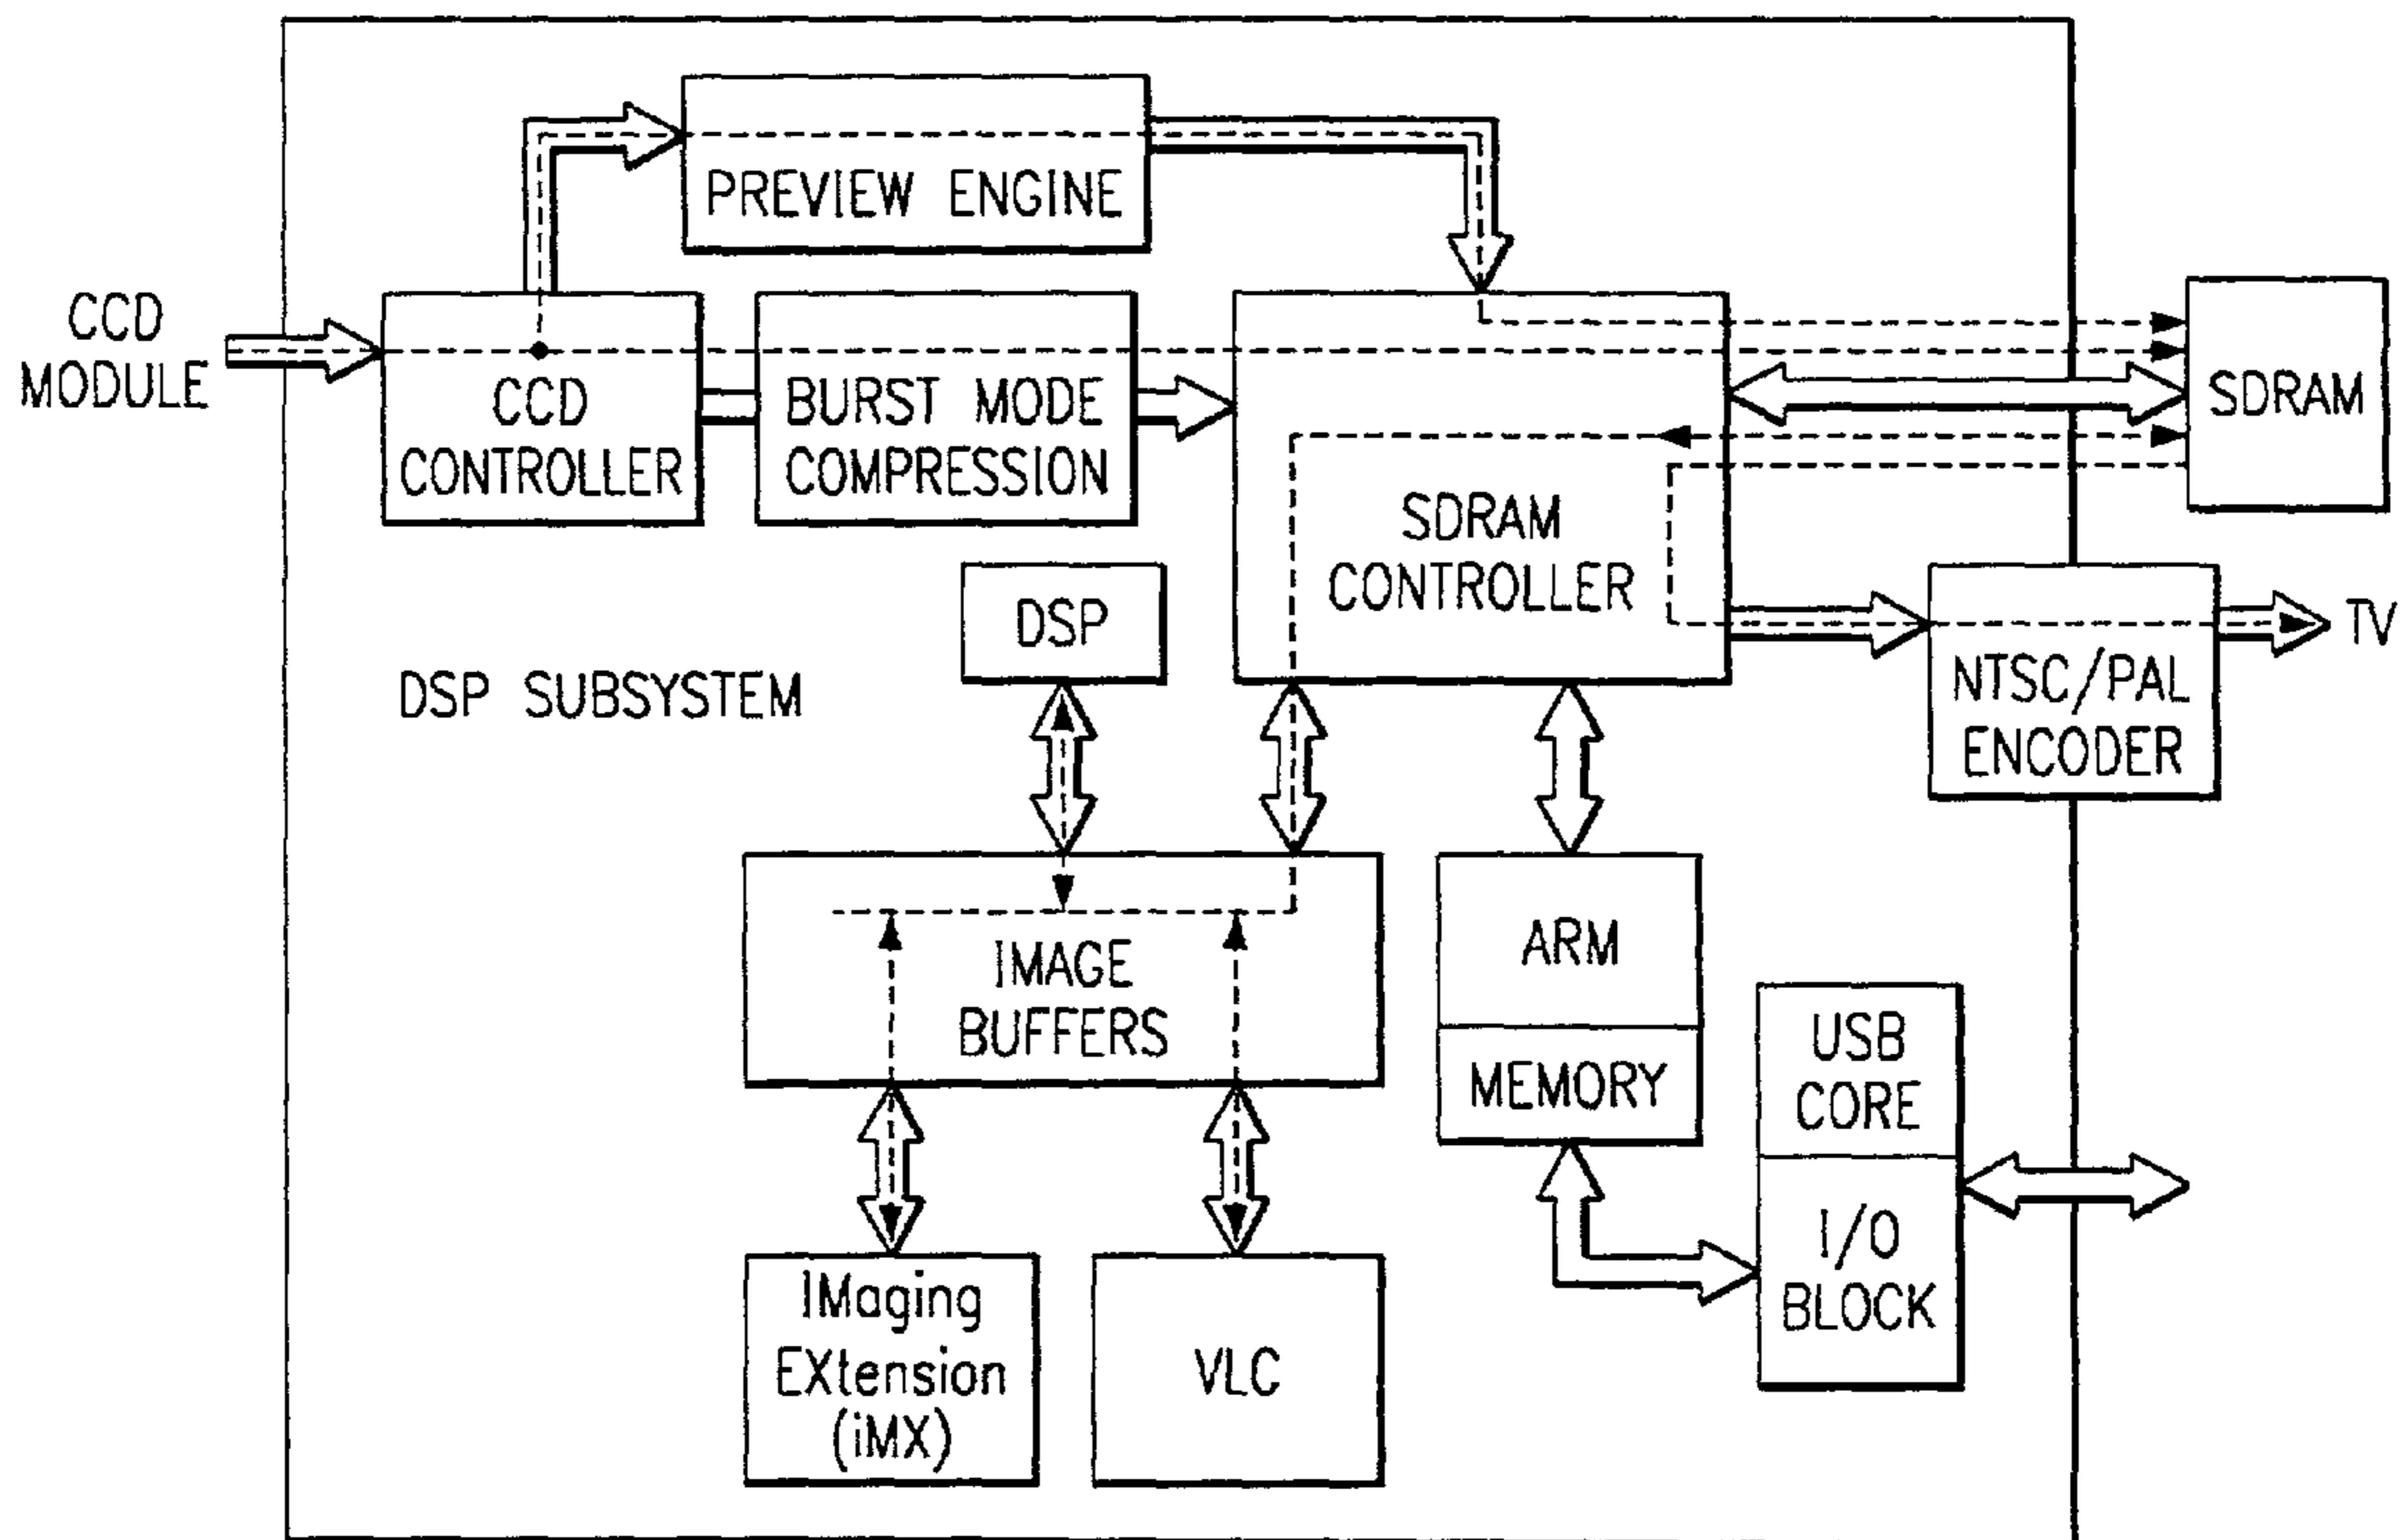 PREVIEW ENGINE
CCD
MODULE
CCD
CONTROLLER
BURST MODE
COMPRESSION
SDRAM
CONTROLLER
SDRAM
DSP
DSP SUBSYSTEM
NTSC/PAL
ENCODER
TV
IMAGE
BUFFERS
ARM
MEMORY
USB
CORE
I/O
BLOCK
IMaging
EXtension
(iMX)
VLC